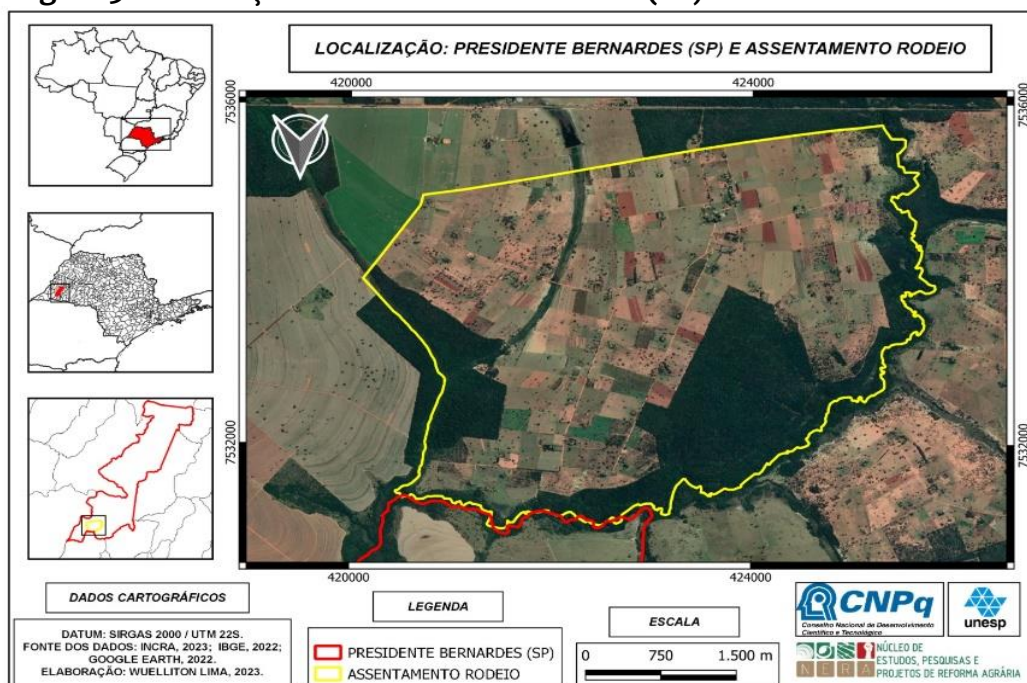 LOCALIZAÇÃO: PRESIDENTE BERNARDES (SP) E ASSENTAMENTO RODEIO
420000
424000
7536000
7536000
7532000
7532000
420000
424000
DADOS CARTOGRÁFICOS
DATUM: SIRGAS 2000 / UTM 22S.
FONTE DOS DADOS: INCRA, 2023; IBGE, 2022;
GOOGLE EARTH, 2022.
ELABORAÇÃO: WUELLITON LIMA, 2023.
LEGENDA
PRESIDENTE BERNARDES (SP)
ASSENTAMENTO RODEIO
ESCALA
0 750 1.500 m
CNPq
Conselho Nacional de Desenvolvimento
Científico e Tecnológico
unesp
NERA
NÚCLEO DE
ESTUDOS, PESQUISAS E
PROJETOS DE REFORMA AGRÁRIA